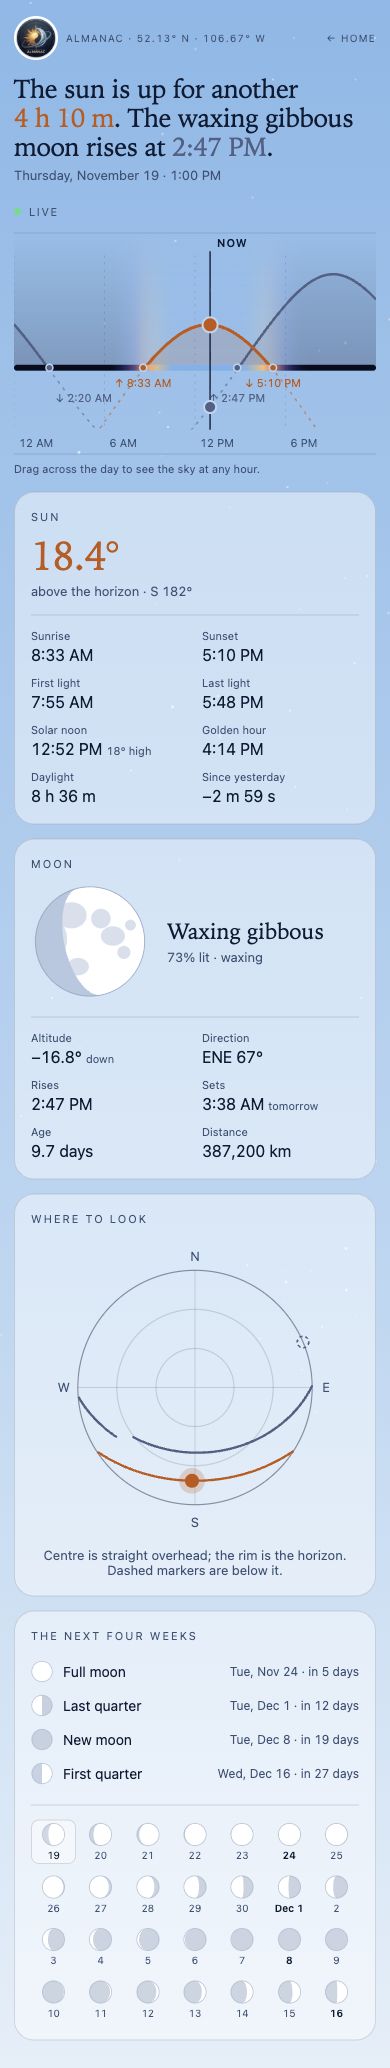 ALMANAC
ALMANAC · 52.13° N · 106.67° W
← HOME
The sun is up for another
4 h 10 m. The waxing gibbous
moon rises at 2:47 PM.
Thursday, November 19 · 1:00 PM
LIVE
NOW
↑ 8:33 AM
↓ 5:10 PM
↓ 2:20 AM
↑ 2:47 PM
12 AM
6 AM
12 PM
6 PM
Drag across the day to see the sky at any hour.
SUN
18.4°
above the horizon · S 182°
Sunrise
Sunset
8:33 AM
5:10 PM
First light
Last light
7:55 AM
5:48 PM
Solar noon
Golden hour
12:52 PM 18° high
4:14 PM
Daylight
Since yesterday
8 h 36 m
−2 m 59 s
MOON
Waxing gibbous
73% lit · waxing
Altitude
Direction
−16.8° down
ENE 67°
Rises
Sets
2:47 PM
3:38 AM tomorrow
Age
Distance
9.7 days
387,200 km
WHERE TO LOOK
N
W
E
S
Centre is straight overhead; the rim is the horizon.
Dashed markers are below it.
THE NEXT FOUR WEEKS
Full moon
Tue, Nov 24 · in 5 days
Last quarter
Tue, Dec 1 · in 12 days
New moon
Tue, Dec 8 · in 19 days
First quarter
Wed, Dec 16 · in 27 days
19 20 21 22 23 24 25
26 27 28 29 30 Dec 1 2
3 4 5 6 7 8 9
10 11 12 13 14 15 16